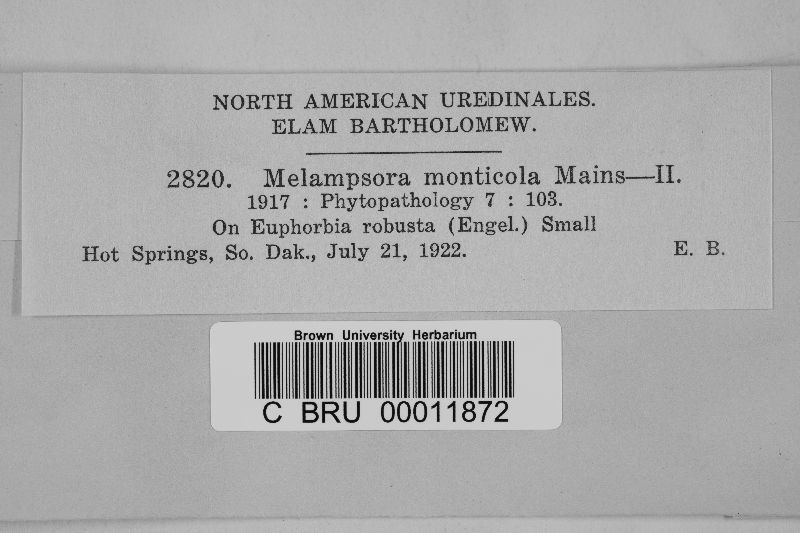 NORTH AMERICAN UREDINALES.
ELAM BARTHOLOMEW.
2820. Melampsora monticola Mains—II.
1917 : Phytopathology 7 : 103.
On Euphorbia robusta (Engel.) Small
Hot Springs, So. Dak., July 21, 1922. E. B.
Brown University Herbarium
C BRU 00011872